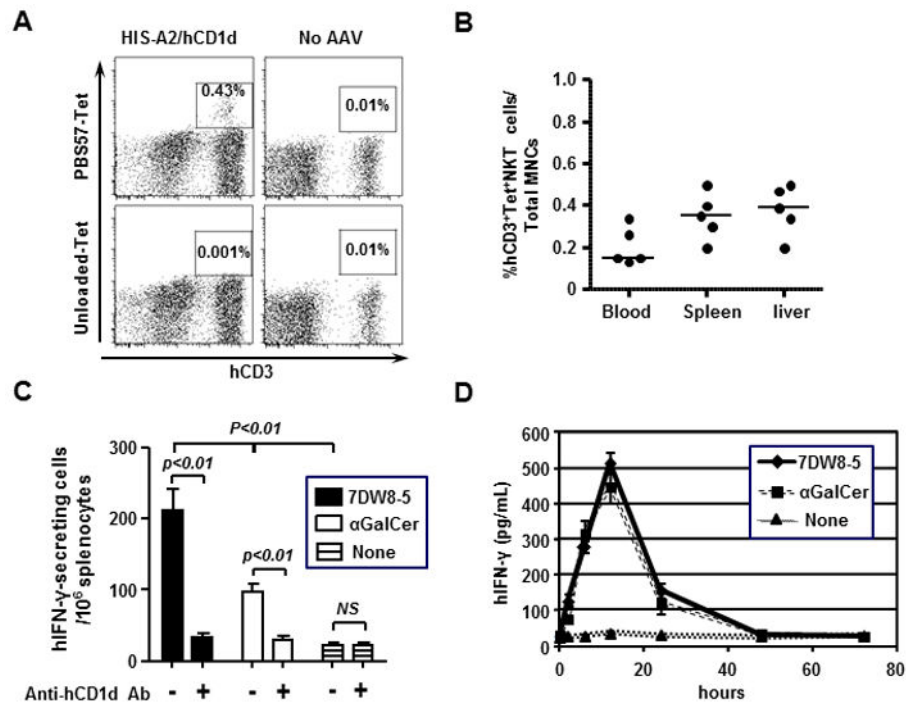 A
HIS-A2/hCD1d
No AAV
PBS57-Tet
0.43%
0.01%
Unloaded-Tet
0.001%
0.01%
hCD3
B
%hCD3⁺Tet⁺NKT cells/
Total MNCs
1.0
0.8
0.6
0.4
0.2
0
Blood
Spleen
liver
C
hIFN-γ-secreting cells
/10⁶ splenocytes
300
200
100
0
P<0.01
p<0.01
p<0.01
NS
7DW8-5
αGalCer
None
Anti-hCD1d Ab
- + - + - +
D
hIFN-γ (pg/mL)
600
500
400
300
200
100
0
7DW8-5
αGalCer
None
0 20 40 60 80
hours